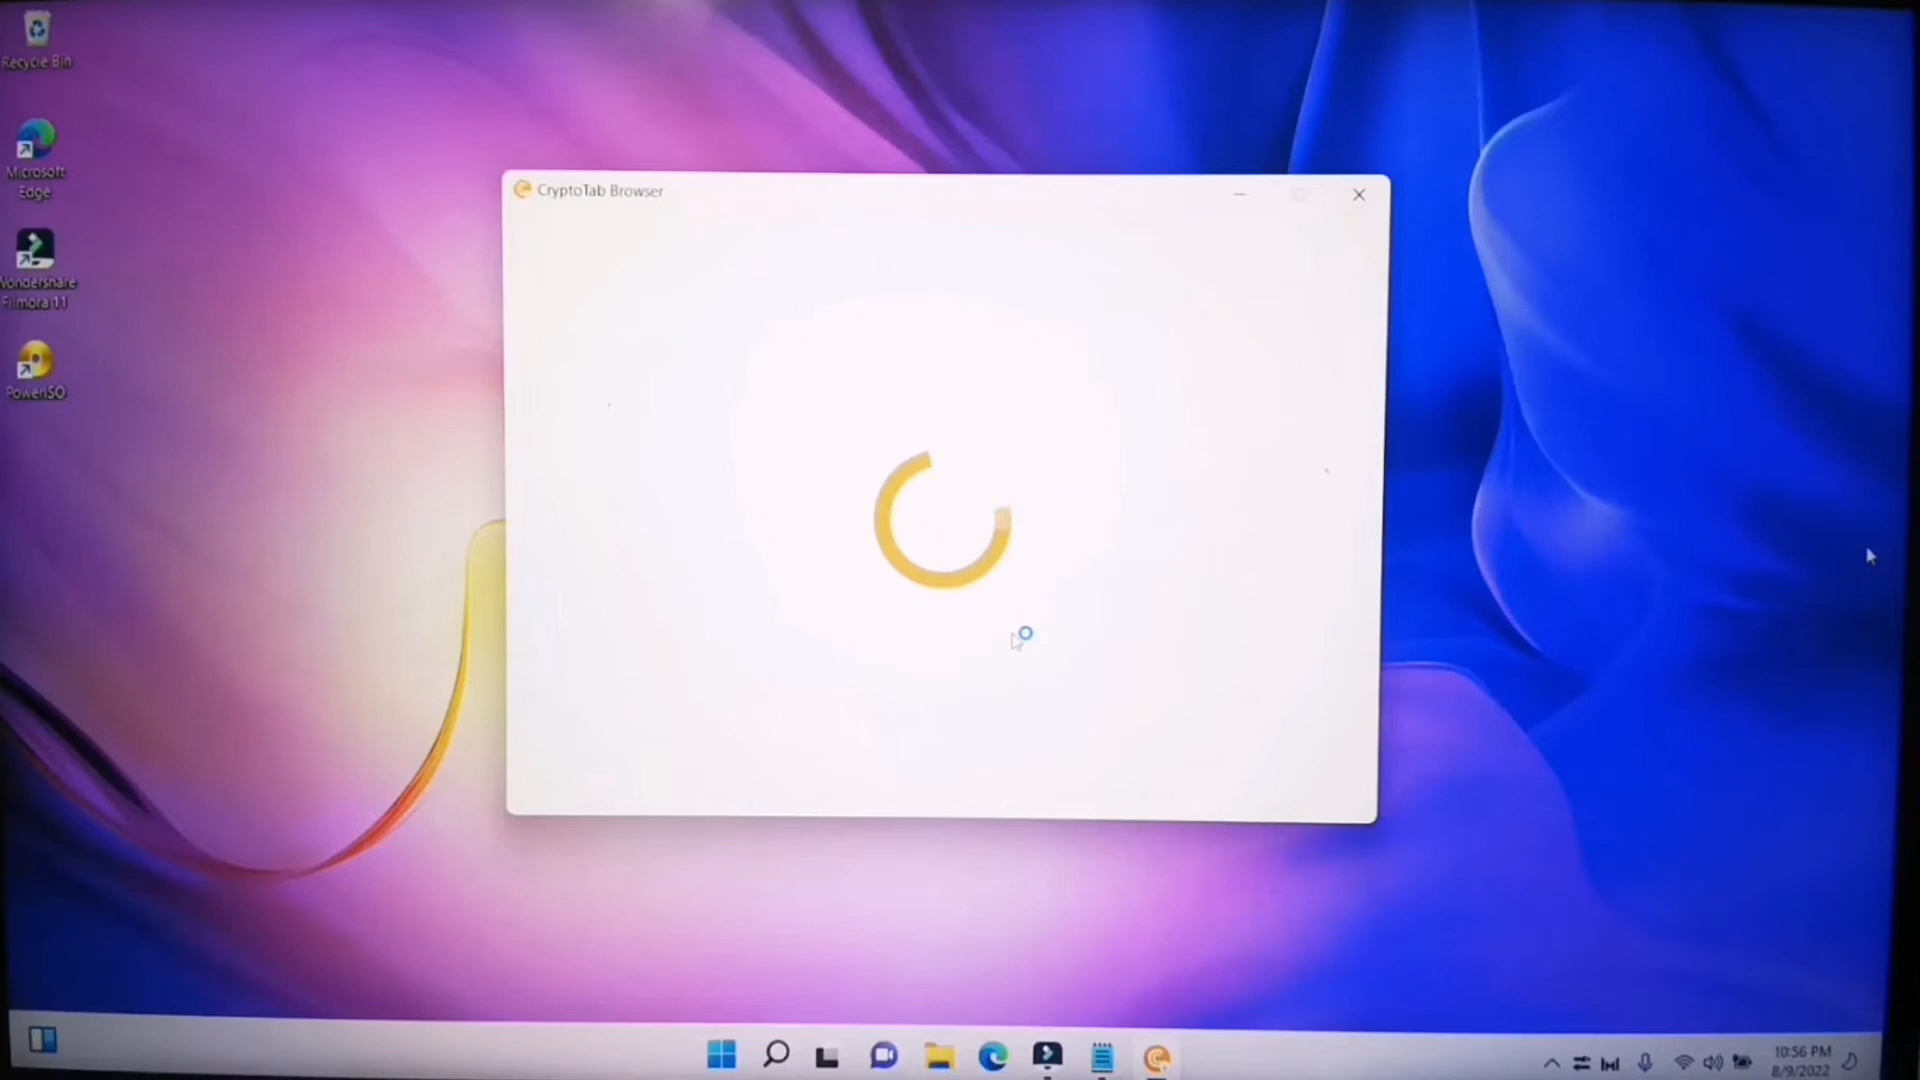 Recycle Bin
Microsoft
Edge
Wondershare
Filmora 11
PowerISO
CryptoTab Browser
10:56 PM
8/9/2022